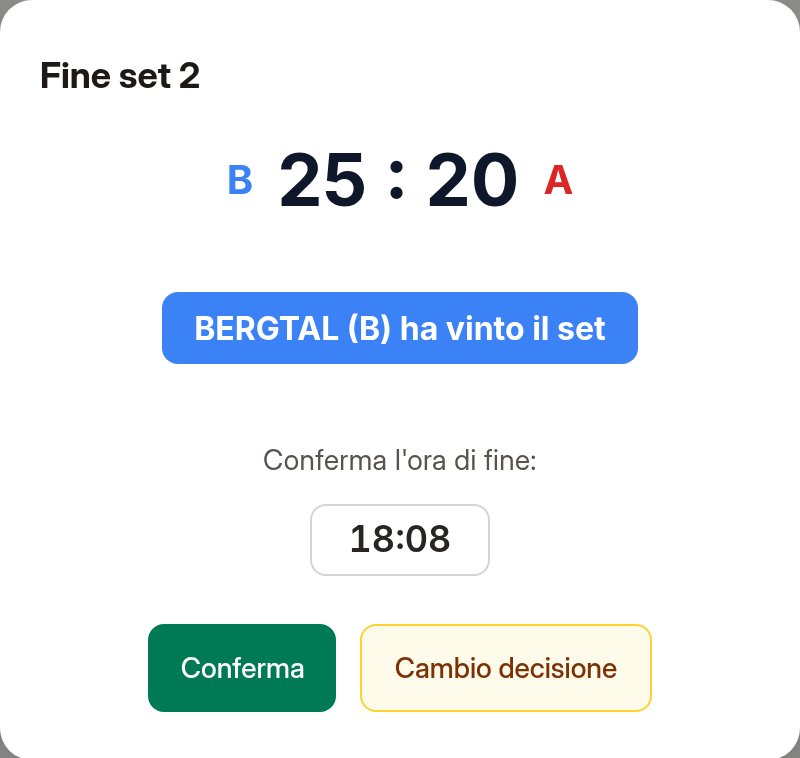 Fine set 2
B 25 : 20 A
BERGTAL (B) ha vinto il set
Conferma l'ora di fine:
18:08
Conferma Cambio decisione